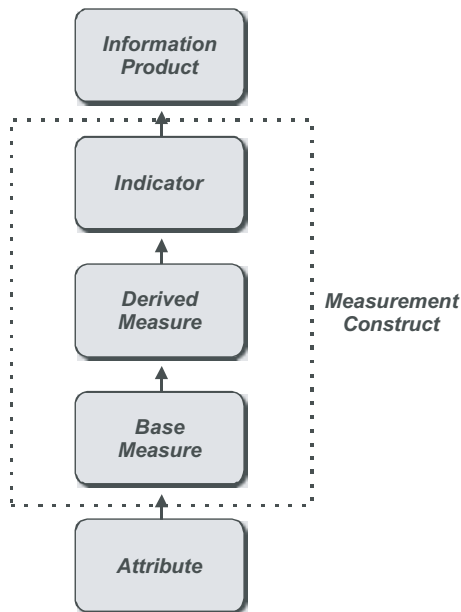 Information
Product
Indicator
Derived
Measure
Measurement
Construct
Base
Measure
Attribute